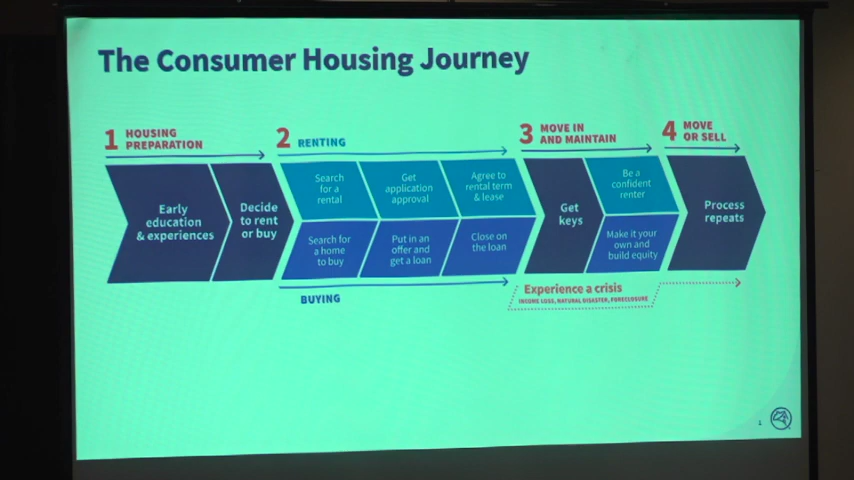 The Consumer Housing Journey
1 HOUSING
PREPARATION
2 RENTING
3 MOVE IN
AND MAINTAIN
4 MOVE
OR SELL
Early
education
& experiences
Decide
to rent
or buy
Search
for a
rental
Get
application
approval
Agree to
rental term
& lease
Search for
a home
to buy
Put in an
offer and
get a loan
Close on
the loan
Get
keys
Be a
confident
renter
Make it your
own and
build equity
Process
repeats
BUYING
Experience a crisis
INCOME LOSS, NATURAL DISASTER, FORECLOSURE